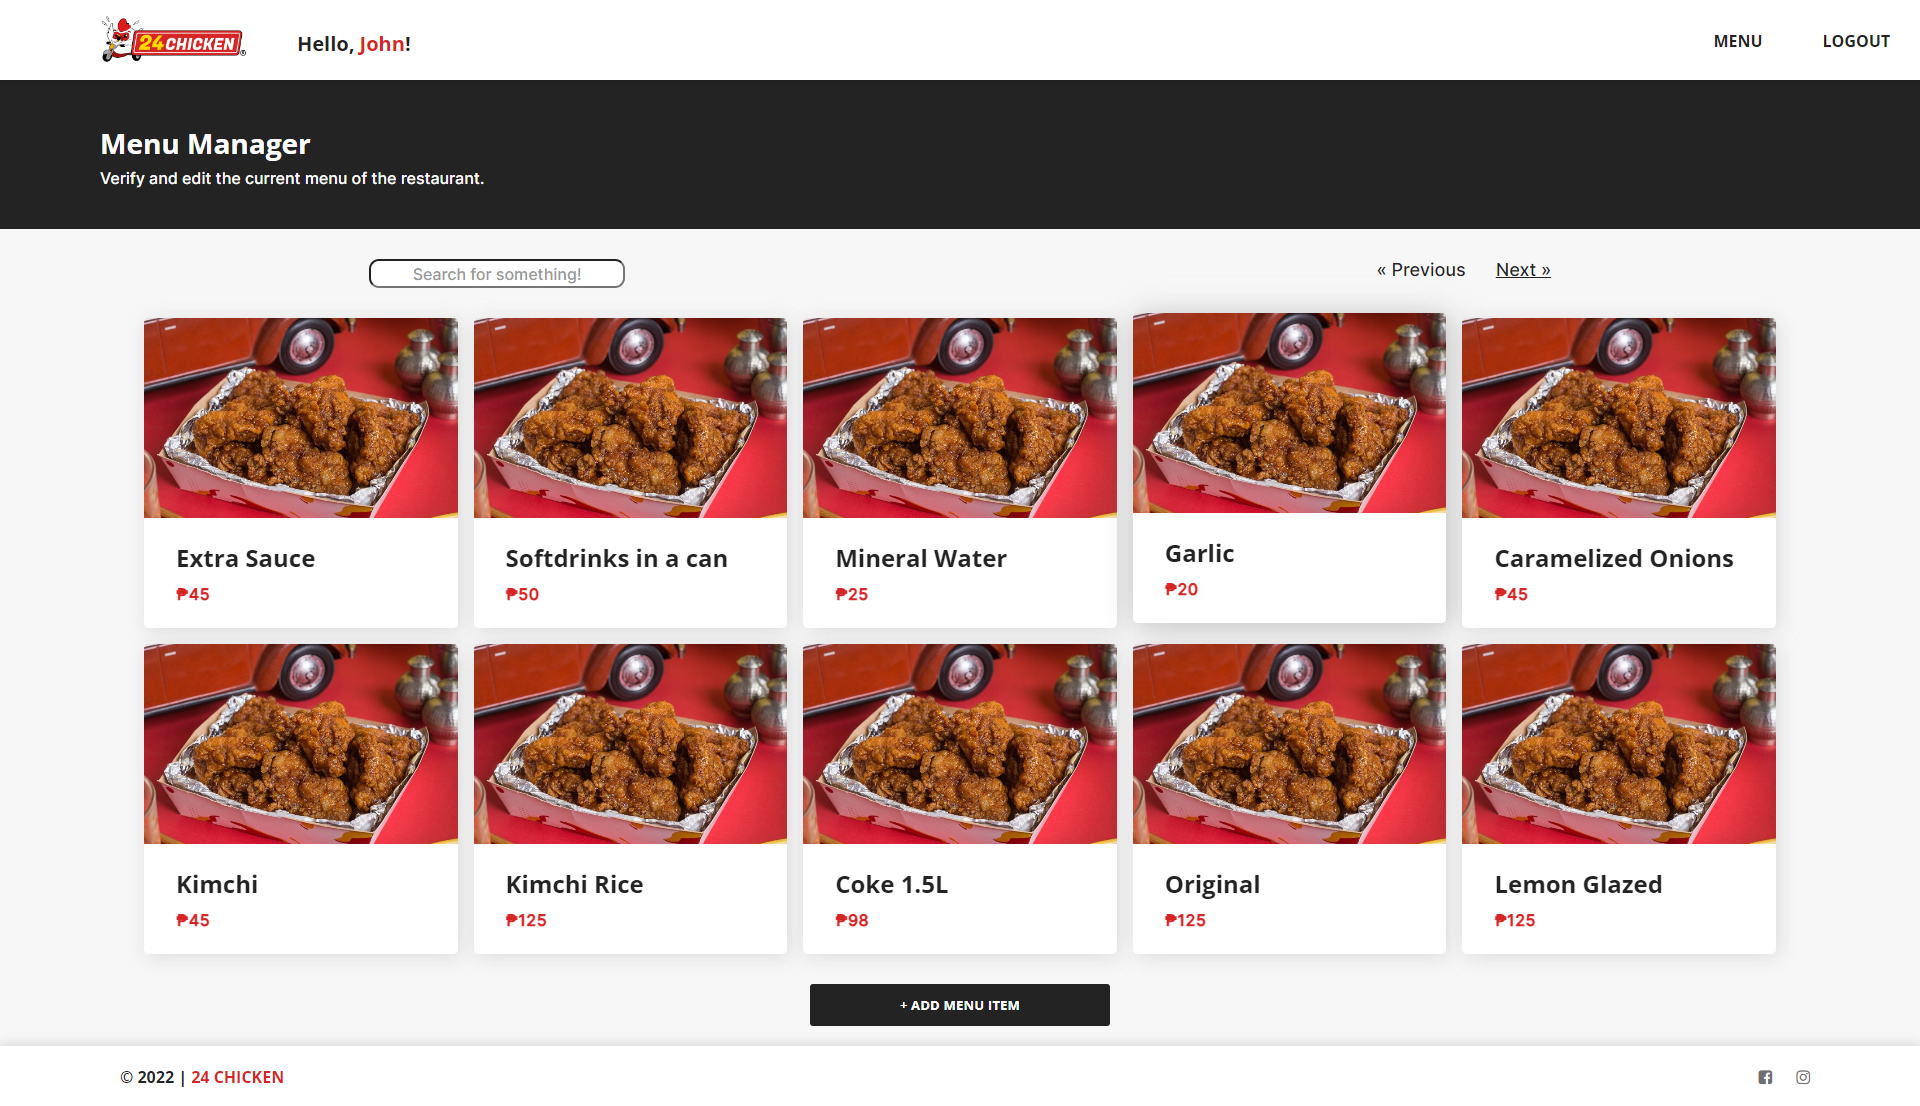 24 CHICKEN®
Hello, John!
MENU
LOGOUT
Menu Manager
Verify and edit the current menu of the restaurant.
Search for something!
« Previous
Next »
Extra Sauce
₱45
Softdrinks in a can
₱50
Mineral Water
₱25
Garlic
₱20
Caramelized Onions
₱45
Kimchi
₱45
Kimchi Rice
₱125
Coke 1.5L
₱98
Original
₱125
Lemon Glazed
₱125
+ ADD MENU ITEM
© 2022 | 24 CHICKEN